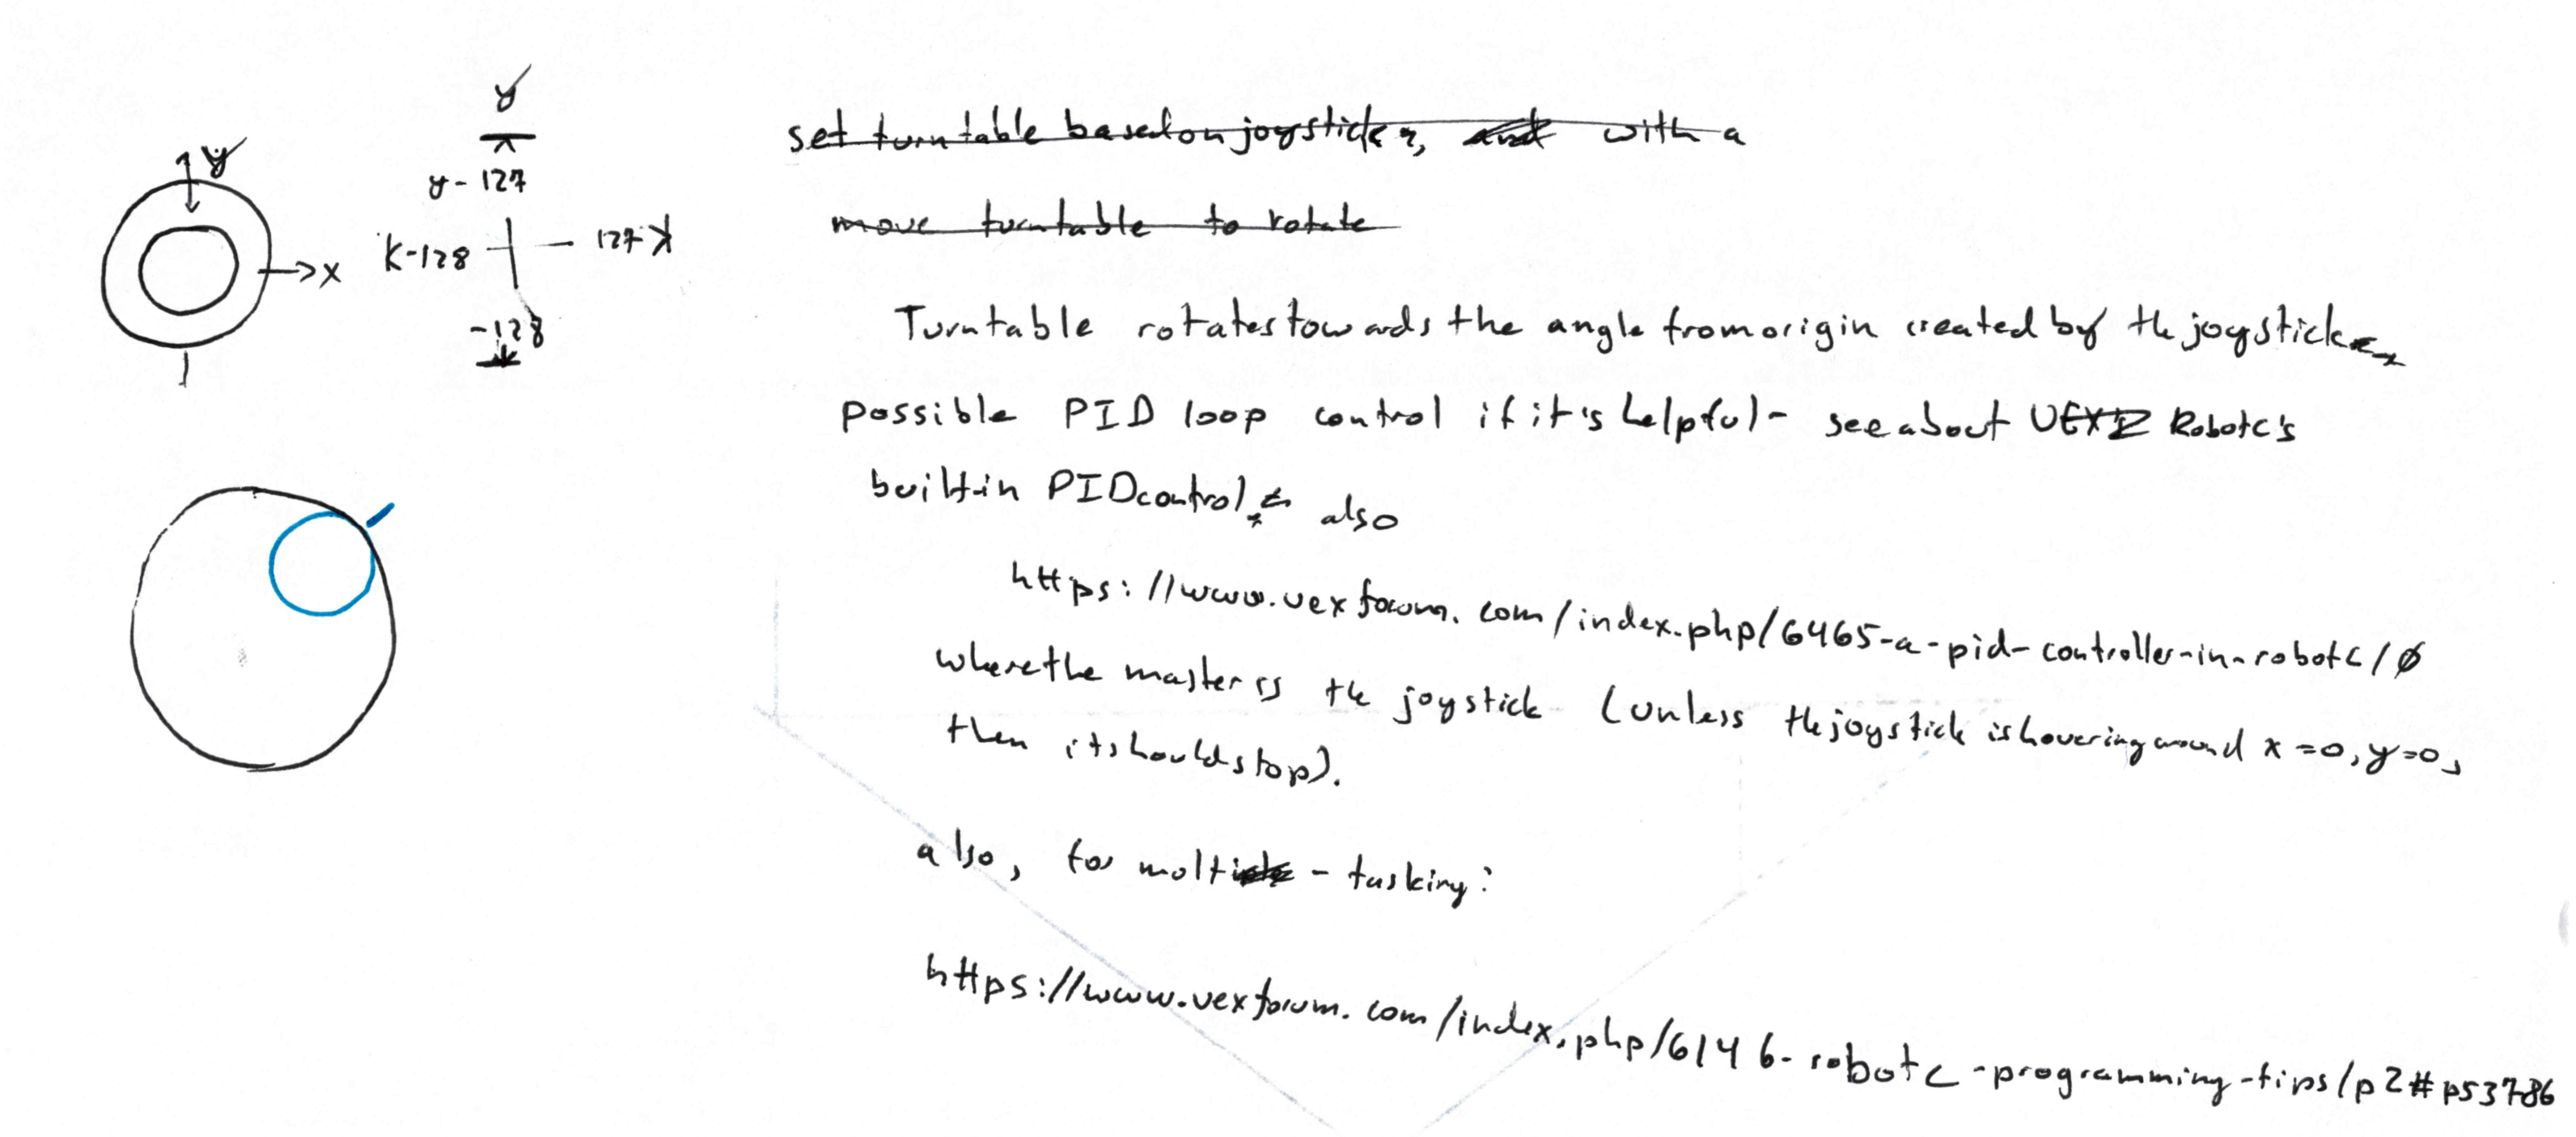 y
y
y - 127
x
K-128
127
-128
set turntable based on joystick, and with a
move turntable to rotate
Turntable rotates towards the angle from origin created by the joystick
possible PID loop control if it's helpful - see about VEX Robotc's
built-in PID control. also
https://www.vexforum.com/index.php/6465-a-pid-controller-in-robotc/0
where the master is the joystick (unless the joystick is hovering around x=0, y=0,
then it should stop).
also, for multi - tasking:
https://www.vexforum.com/index.php/6146-robotc-programming-tips/p2#p53786